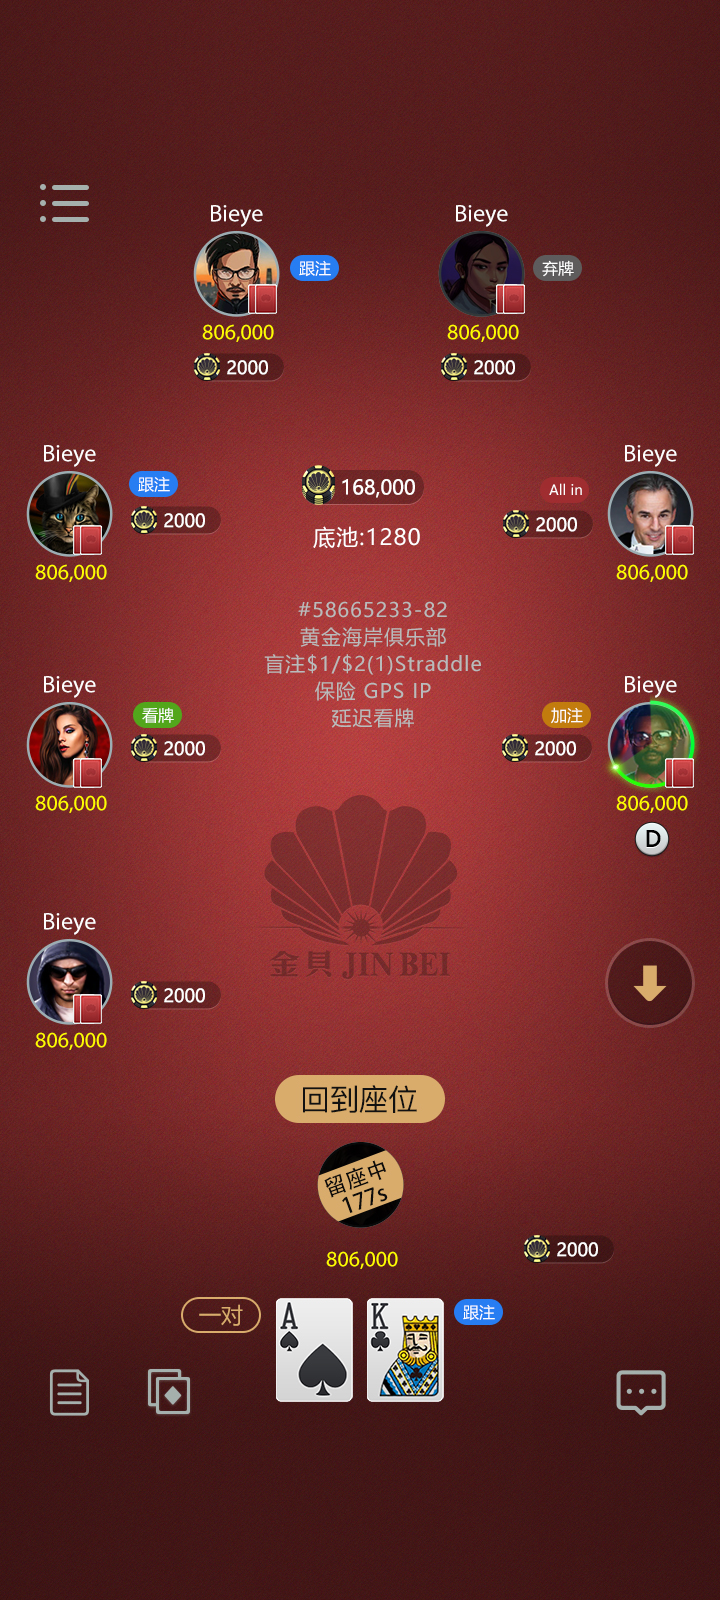 Bieye
Bieye
跟注
弃牌
806,000
806,000
2000
2000
Bieye
Bieye
跟注
168,000
All in
2000
2000
底池:1280
806,000
806,000
#58665233-82
黄金海岸俱乐部
盲注$1/$2(1)Straddle
保险 GPS IP
延迟看牌
Bieye
Bieye
看牌
加注
2000
2000
806,000
806,000
D
Bieye
金貝 JIN BEI
2000
806,000
回到座位
留座中
177s
806,000
2000
一对
A
K
跟注